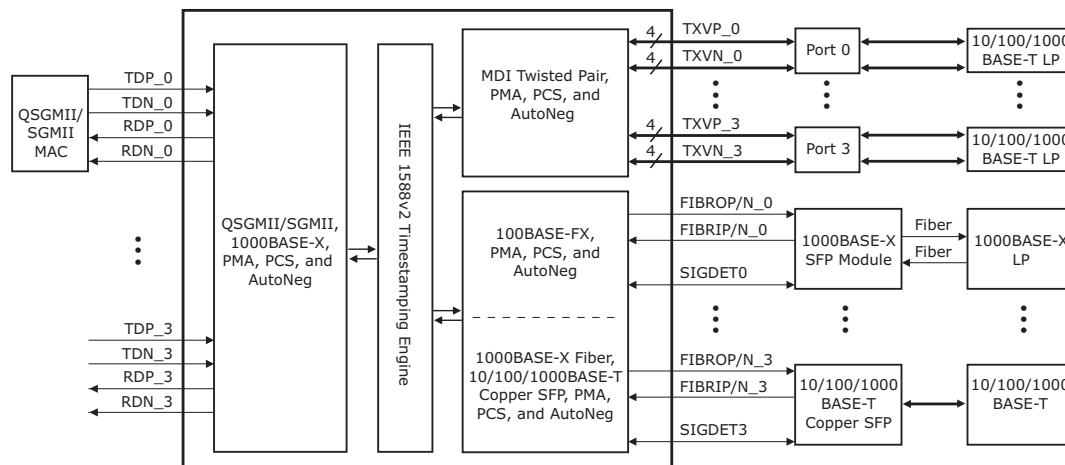 QSGMII/
SGMII
MAC
TDP_0
TDN_0
RDP_0
RDN_0
TDP_3
TDN_3
RDP_3
RDN_3
QSGMII/SGMII,
1000BASE-X,
PMA, PCS, and
AutoNeg
IEEE 1588v2 Timestamping Engine
MDI Twisted Pair,
PMA, PCS, and
AutoNeg
4
TXVP_0
4
TXVN_0
4
TXVP_3
4
TXVN_3
Port 0
Port 3
10/100/1000
BASE-T LP
10/100/1000
BASE-T LP
100BASE-FX,
PMA, PCS, and
AutoNeg
1000BASE-X Fiber,
10/100/1000BASE-T
Copper SFP, PMA,
PCS, and AutoNeg
FIBROP/N_0
FIBRIP/N_0
SIGDET0
1000BASE-X
SFP Module
Fiber
Fiber
1000BASE-X
LP
FIBROP/N_3
FIBRIP/N_3
SIGDET3
10/100/1000
BASE-T
Copper SFP
10/100/1000
BASE-T